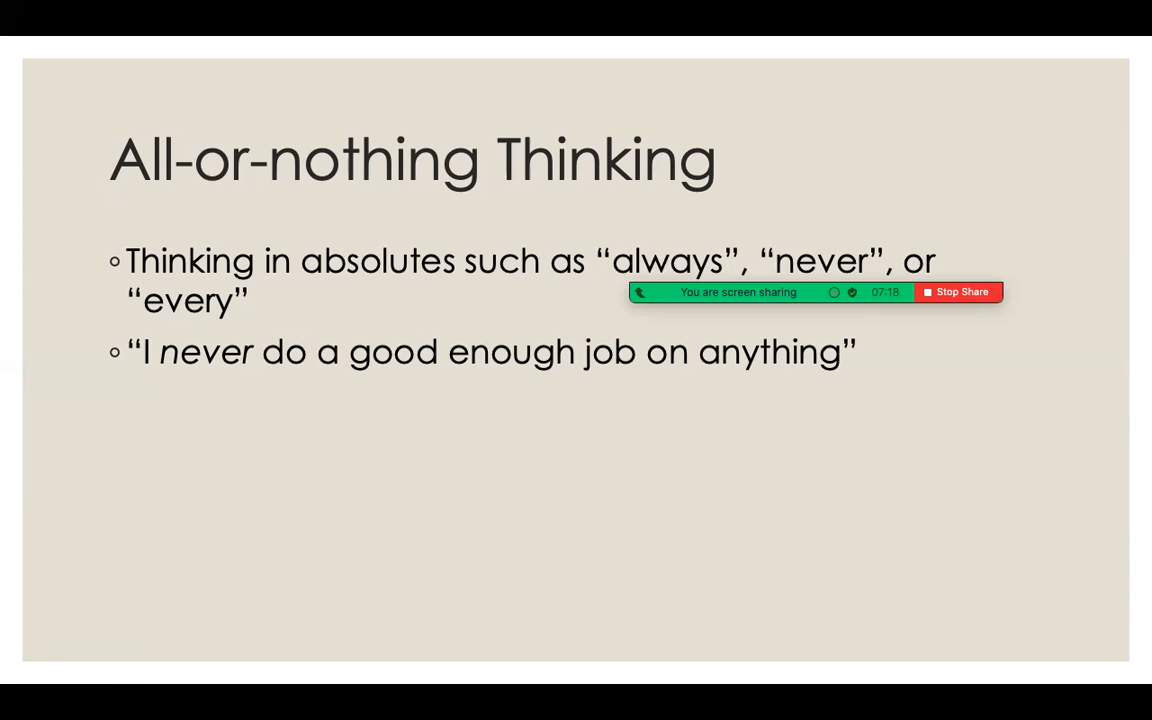 All-or-nothing Thinking
◦Thinking in absolutes such as “always”, “never”, or
“every”
You are screen sharing 07:18 Stop Share
◦“I never do a good enough job on anything”